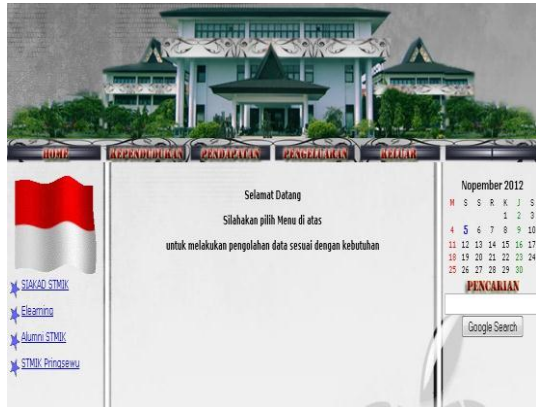 HOME KEPENDUDUKAN PENDAPATAN PENGELUARAN KELUAR
SIAKAD STMIK
Elearning
Alumni STMIK
STMIK Pringsewu
Selamat Datang
Silahakan pilih Menu di atas
untuk melakukan pengolahan data sesuai dengan kebutuhan
Nopember 2012
M S S R K J S
1 2 3
4 5 6 7 8 9 10
11 12 13 14 15 16 17
18 19 20 21 22 23 24
25 26 27 28 29 30
PENCARIAN
Google Search